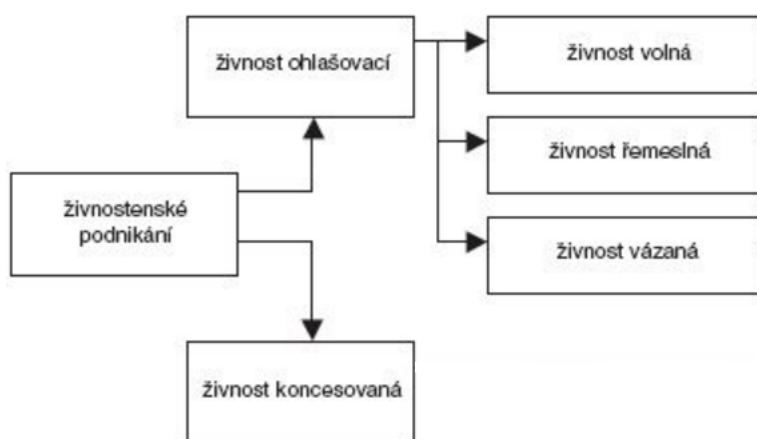 živnost ohlašovací
živnost volná
živnost řemeslná
živnostenské
podnikání
živnost vázaná
živnost koncesovaná